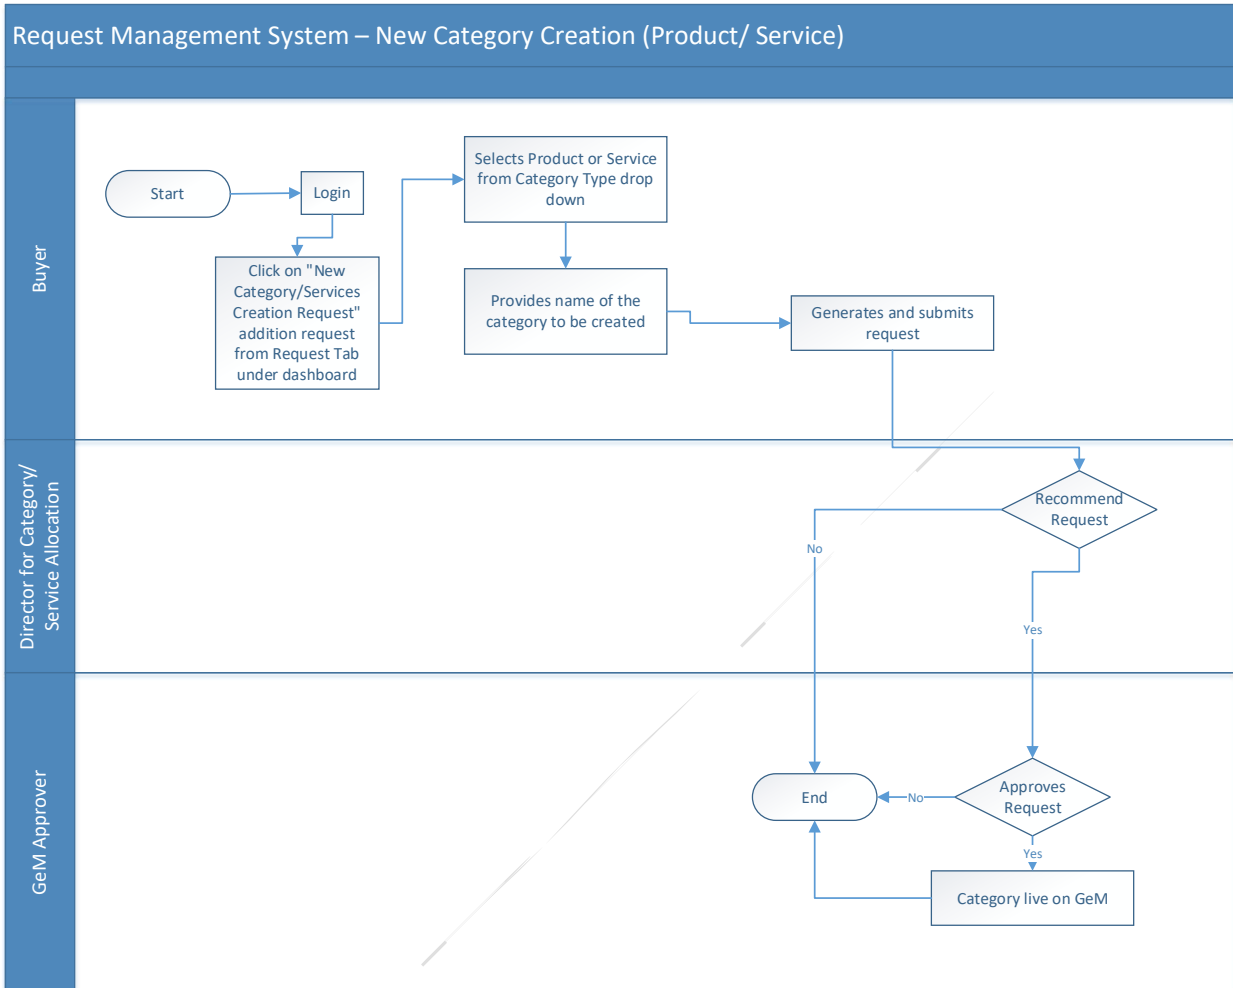 Request Management System – New Category Creation (Product/ Service)
Buyer
Start
Login
Click on "New
Category/Services
Creation Request"
addition request
from Request Tab
under dashboard
Selects Product or Service
from Category Type drop
down
Provides name of the
category to be created
Generates and submits
request
Director for Category/
Service Allocation
Recommend
Request
No
Yes
GeM Approver
End
No
Approves
Request
Yes
Category live on GeM